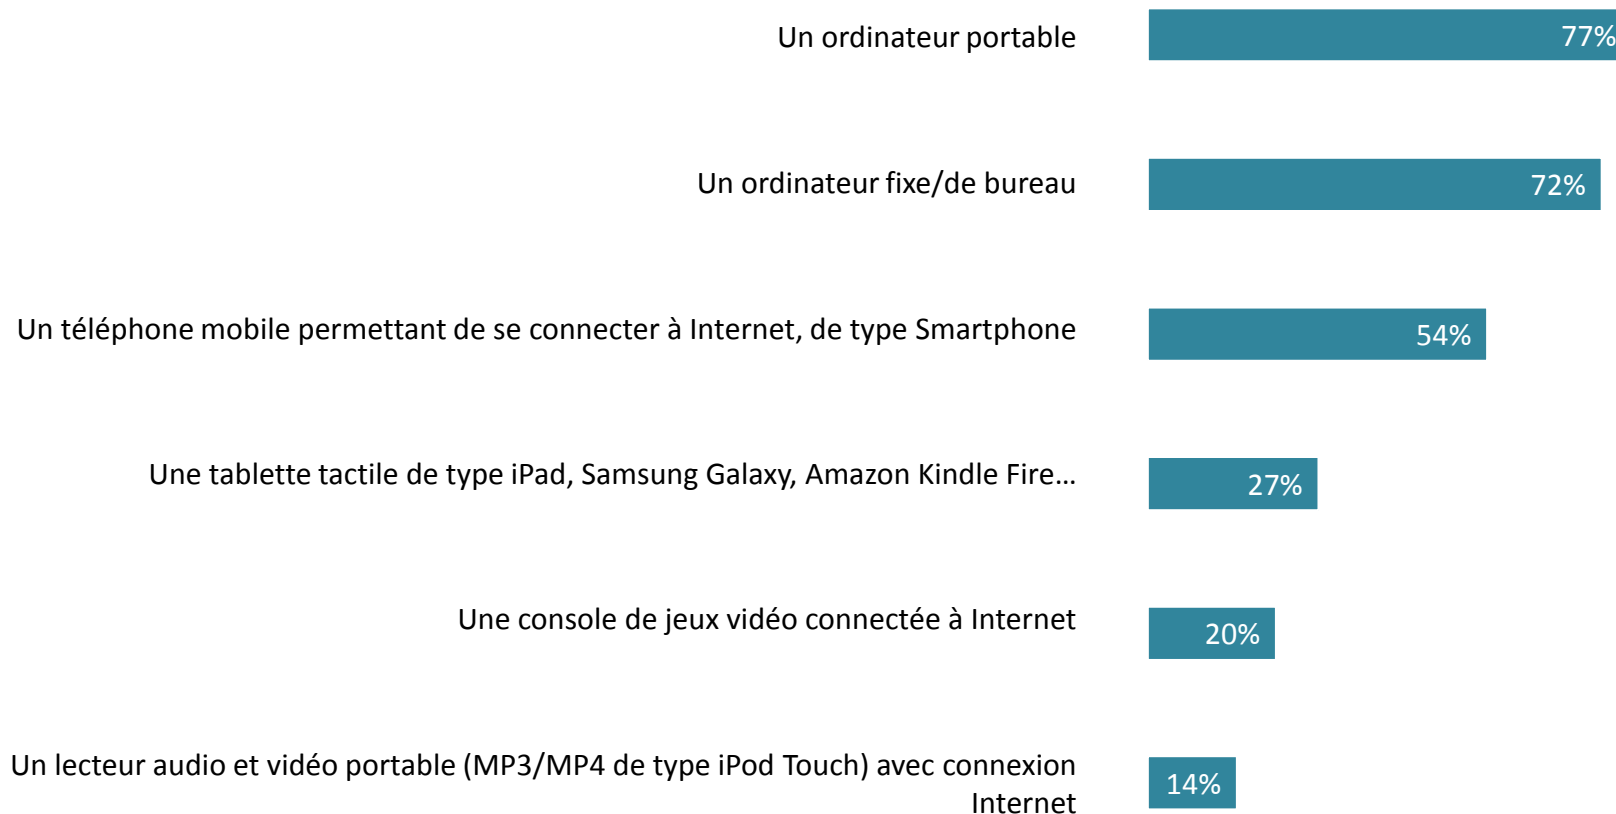 Un ordinateur portable 77%
Un ordinateur fixe/de bureau 72%
Un téléphone mobile permettant de se connecter à Internet, de type Smartphone 54%
Une tablette tactile de type iPad, Samsung Galaxy, Amazon Kindle Fire… 27%
Une console de jeux vidéo connectée à Internet 20%
Un lecteur audio et vidéo portable (MP3/MP4 de type iPod Touch) avec connexion
Internet 14%